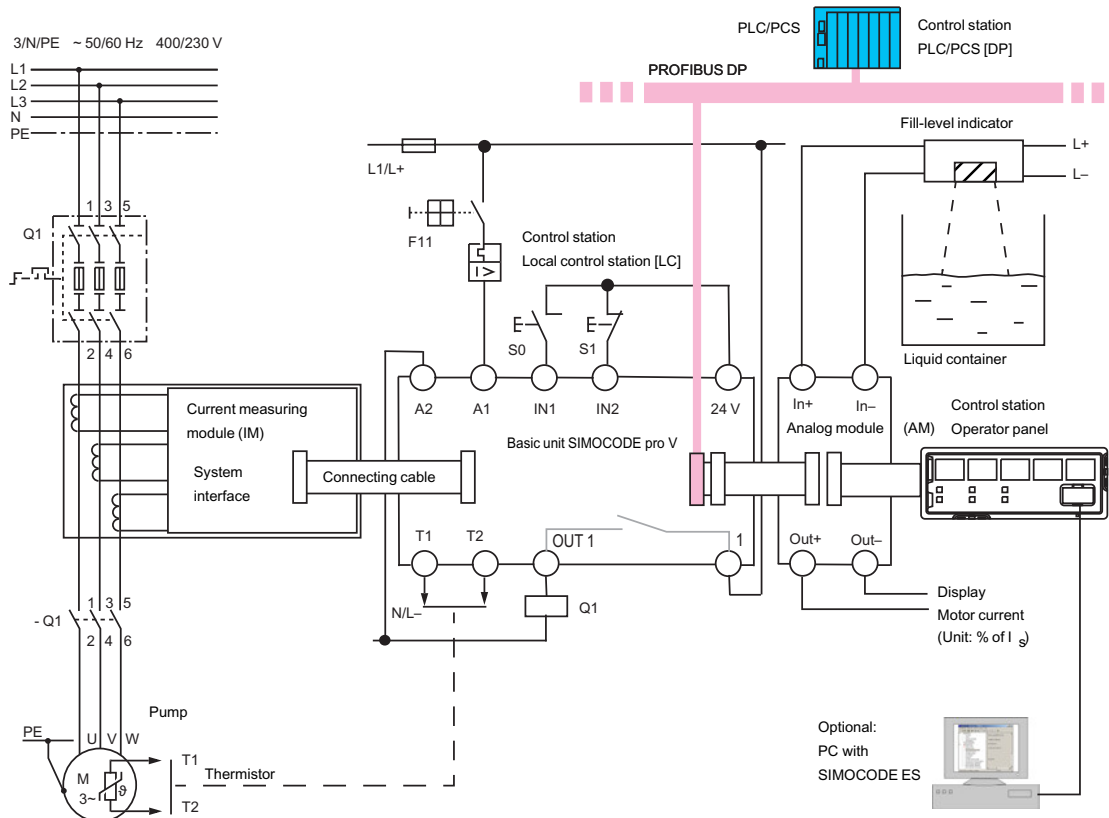 3/N/PE ~ 50/60 Hz 400/230 V
L1
L2
L3
N
PE
PLC/PCS
Control station
PLC/PCS [DP]
PROFIBUS DP
Fill-level indicator
L+
L–
L1/L+
F11
I >
Control station
Local control station [LC]
S0
S1
Liquid container
Q1
1 3 5
2 4 6
A2
A1
IN1
IN2
24 V
In+
In–
Current measuring
module (IM)
System
interface
Connecting cable
Basic unit SIMOCODE pro V
Analog module
(AM)
Control station
Operator panel
T1
T2
OUT 1
1
Out+
Out–
N/L–
Q1
Display
Motor current
(Unit: % of I s)
1 3 5
- Q1
2 4 6
Pump
PE
U V W
M
3~
ϑ
T1
T2
Thermistor
Optional:
PC with
SIMOCODE ES